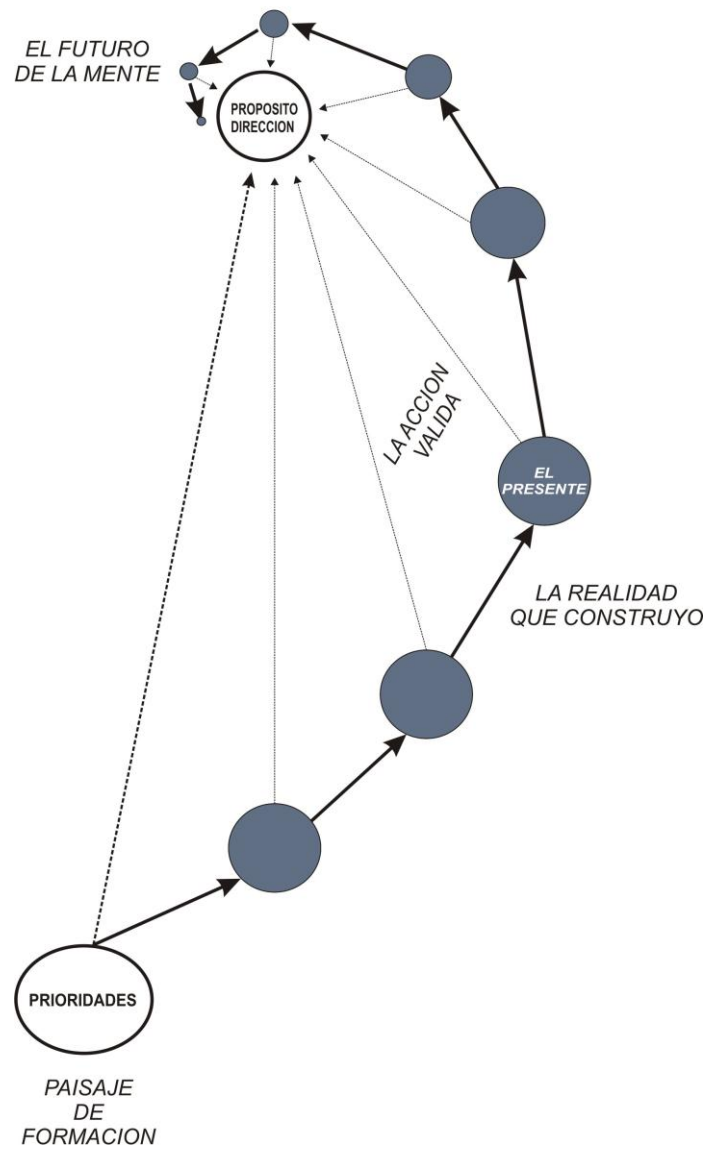 EL FUTURO
DE LA MENTE
PROPOSITO
DIRECCION
LA ACCION
VALIDA
EL
PRESENTE
LA REALIDAD
QUE CONSTRUYO
PRIORIDADES
PAISAJE
DE
FORMACION